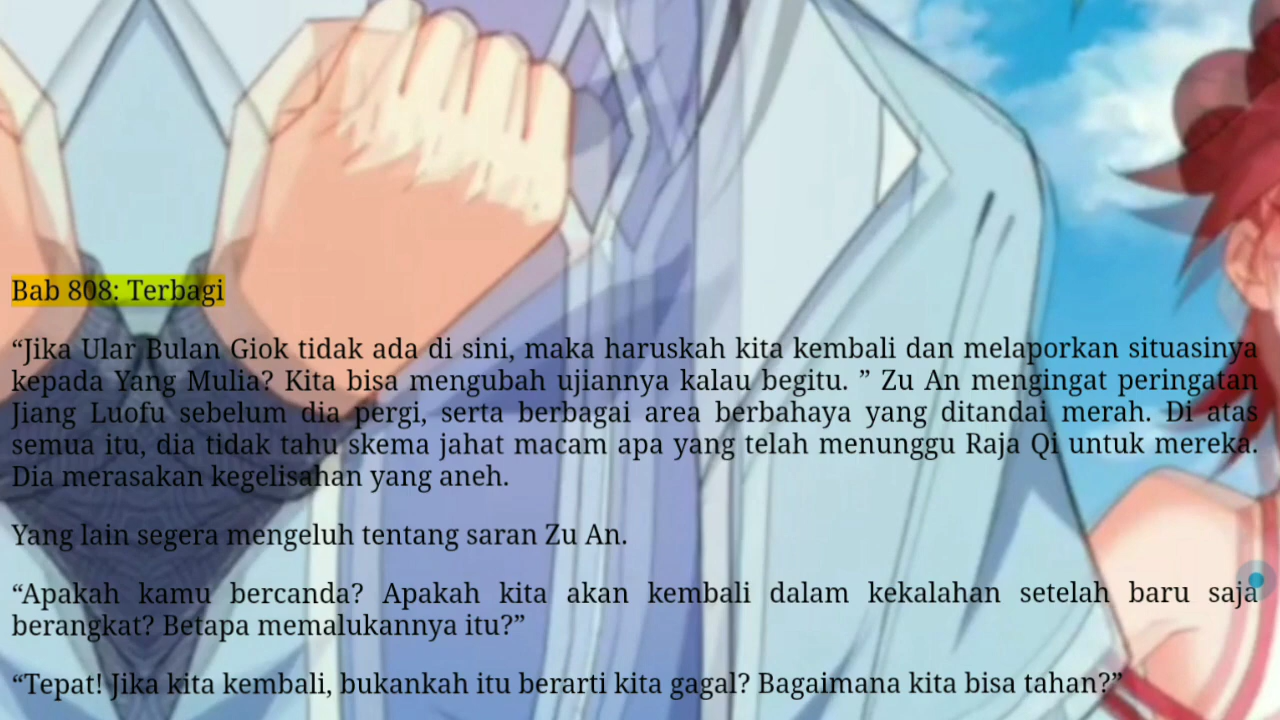 Bab 808: Terbagi
“Jika Ular Bulan Giok tidak ada di sini, maka haruskah kita kembali dan melaporkan situasinya
kepada Yang Mulia? Kita bisa mengubah ujiannya kalau begitu. ” Zu An mengingat peringatan
Jiang Luofu sebelum dia pergi, serta berbagai area berbahaya yang ditandai merah. Di atas
semua itu, dia tidak tahu skema jahat macam apa yang telah menunggu Raja Qi untuk mereka.
Dia merasakan kegelisahan yang aneh.
Yang lain segera mengeluh tentang saran Zu An.
“Apakah kamu bercanda? Apakah kita akan kembali dalam kekalahan setelah baru saja
berangkat? Betapa memalukannya itu?”
“Tepat! Jika kita kembali, bukankah itu berarti kita gagal? Bagaimana kita bisa tahan?”